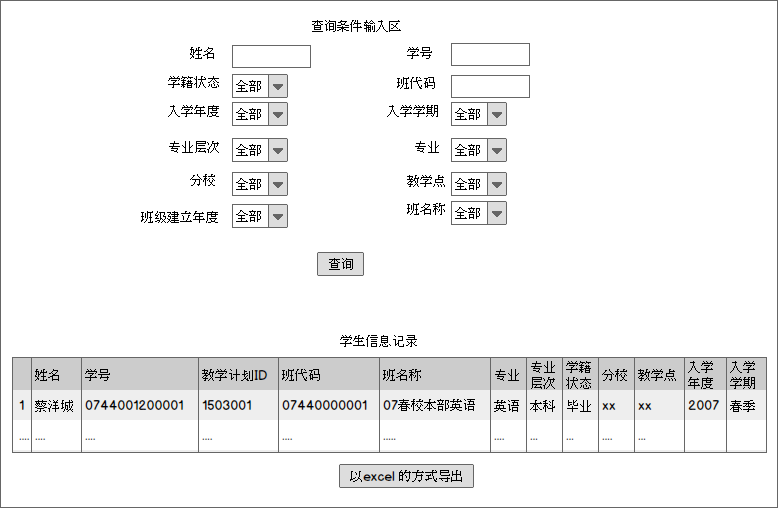 查询条件输入区
姓名 学号
学籍状态 全部 班代码
入学年度 全部 入学学期 全部
专业层次 全部 专业 全部
分校 全部 教学点 全部
班级建立年度 全部 班名称 全部
查询
学生信息记录
姓名 学号 教学计划ID 班代码 班名称 专业 专业层次 学籍状态 分校 教学点 入学年度 入学学期
1 蔡洋珹 0744001200001 1503001 07440000001 07春校本部英语 英语 本科 毕业 xx xx 2007 春季
.... .... .... .... .... ..... .... ... ... .... ...
以excel 的方式导出